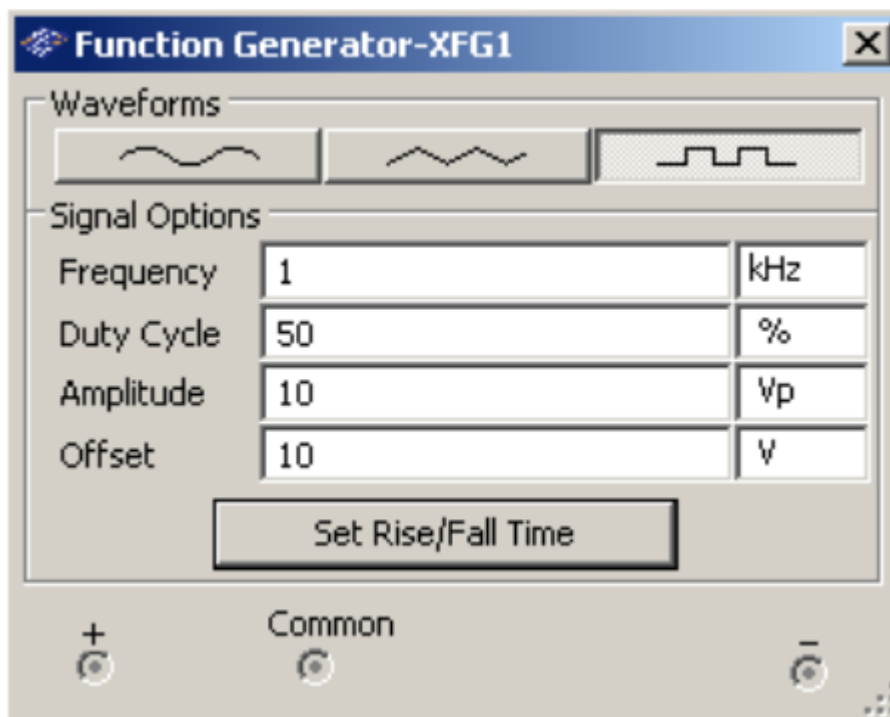 Function Generator-XFG1
Waveforms
Signal Options
Frequency 1 kHz
Duty Cycle 50 %
Amplitude 10 Vp
Offset 10 V
Set Rise/Fall Time
+ Common -